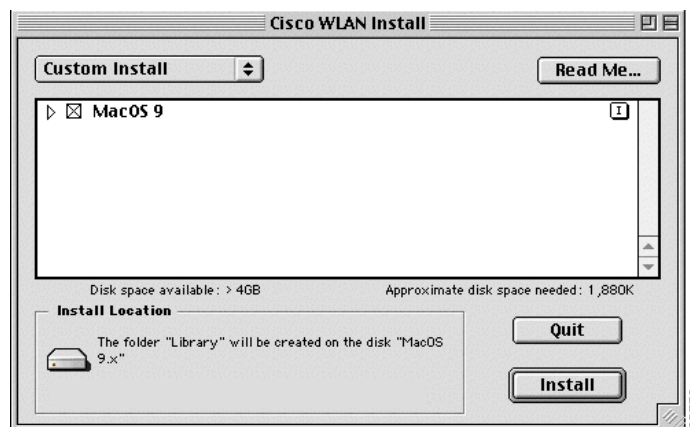 Cisco WLAN Install
Custom Install
Read Me...
MacOS 9
I
Disk space available: > 4GB
Approximate disk space needed: 1,880K
Install Location
The folder "Library" will be created on the disk "MacOS
9.x"
Quit
Install